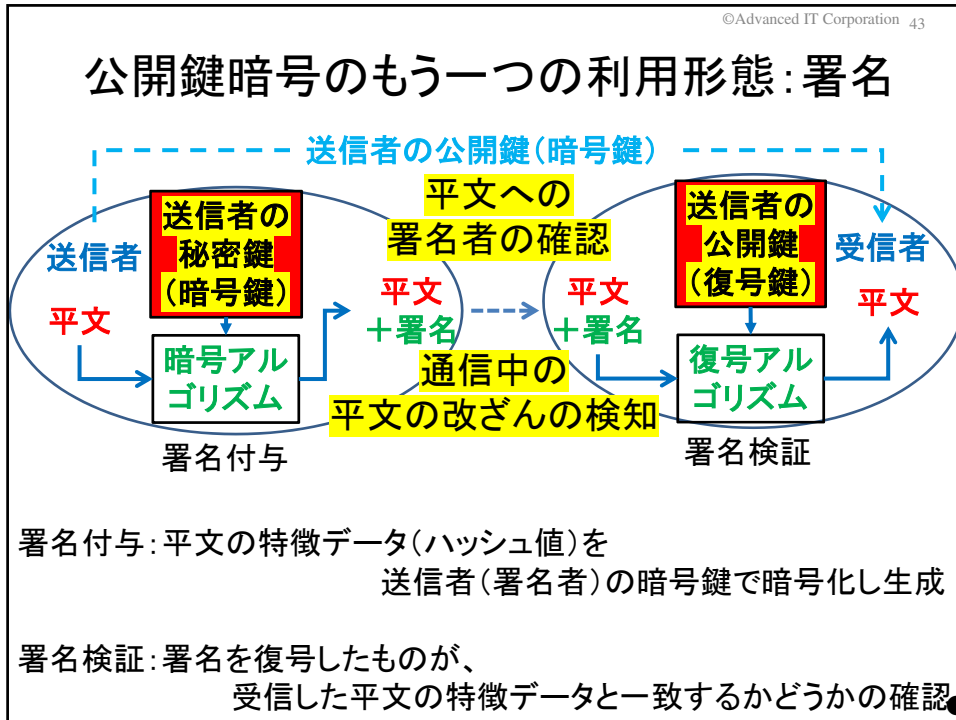 ©Advanced IT Corporation 43
公開鍵暗号のもう一つの利用形態：署名
送信者の公開鍵（暗号鍵）
送信者
平文
送信者の
秘密鍵
（暗号鍵）
暗号アル
ゴリズム
署名付与
平文
＋署名
平文への
署名者の確認
通信中の
平文の改ざんの検知
平文
＋署名
送信者の
公開鍵
（復号鍵）
復号アル
ゴリズム
署名検証
受信者
平文
署名付与：平文の特徴データ（ハッシュ値）を
送信者（署名者）の暗号鍵で暗号化し生成
署名検証：署名を復号したものが、
受信した平文の特徴データと一致するかどうかの確認